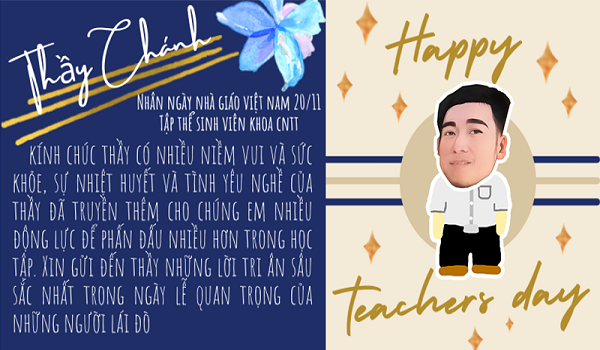 Thầy Chánh
NHÂN NGÀY NHÀ GIÁO VIỆT NAM 20/11
TẬP THỂ SINH VIÊN KHOA CNTT
KÍNH CHÚC THẦY CÓ NHIỀU NIỀM VUI VÀ SỨC
KHỎE, SỰ NHIỆT HUYẾT VÀ TÌNH YÊU NGHỀ CỦA
THẦY ĐÃ TRUYỀN THÊM CHO CHÚNG EM NHIỀU
ĐỘNG LỰC ĐỂ PHẤN ĐẤU NHIỀU HƠN TRONG HỌC
TẬP. XIN GỬI ĐẾN THẦY NHỮNG LỜI TRI ÂN SÂU
SẮC NHẤT TRONG NGÀY LỄ QUAN TRỌNG CỦA
NHỮNG NGƯỜI LÁI ĐÒ
Happy
teachers day